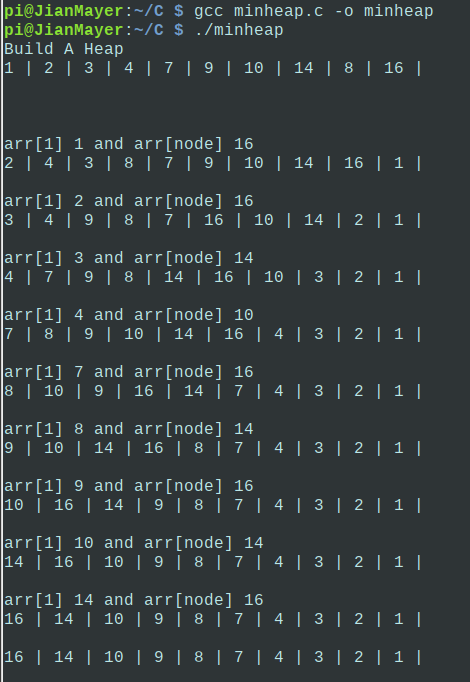 pi@JianMayer:~/C $ gcc minheap.c -o minheap
pi@JianMayer:~/C $ ./minheap
Build A Heap
1 | 2 | 3 | 4 | 7 | 9 | 10 | 14 | 8 | 16 |
arr[1] 1 and arr[node] 16
2 | 4 | 3 | 8 | 7 | 9 | 10 | 14 | 16 | 1 |
arr[1] 2 and arr[node] 16
3 | 4 | 9 | 8 | 7 | 16 | 10 | 14 | 2 | 1 |
arr[1] 3 and arr[node] 14
4 | 7 | 9 | 8 | 14 | 16 | 10 | 3 | 2 | 1 |
arr[1] 4 and arr[node] 10
7 | 8 | 9 | 10 | 14 | 16 | 4 | 3 | 2 | 1 |
arr[1] 7 and arr[node] 16
8 | 10 | 9 | 16 | 14 | 7 | 4 | 3 | 2 | 1 |
arr[1] 8 and arr[node] 14
9 | 10 | 14 | 16 | 8 | 7 | 4 | 3 | 2 | 1 |
arr[1] 9 and arr[node] 16
10 | 16 | 14 | 9 | 8 | 7 | 4 | 3 | 2 | 1 |
arr[1] 10 and arr[node] 14
14 | 16 | 10 | 9 | 8 | 7 | 4 | 3 | 2 | 1 |
arr[1] 14 and arr[node] 16
16 | 14 | 10 | 9 | 8 | 7 | 4 | 3 | 2 | 1 |
16 | 14 | 10 | 9 | 8 | 7 | 4 | 3 | 2 | 1 |